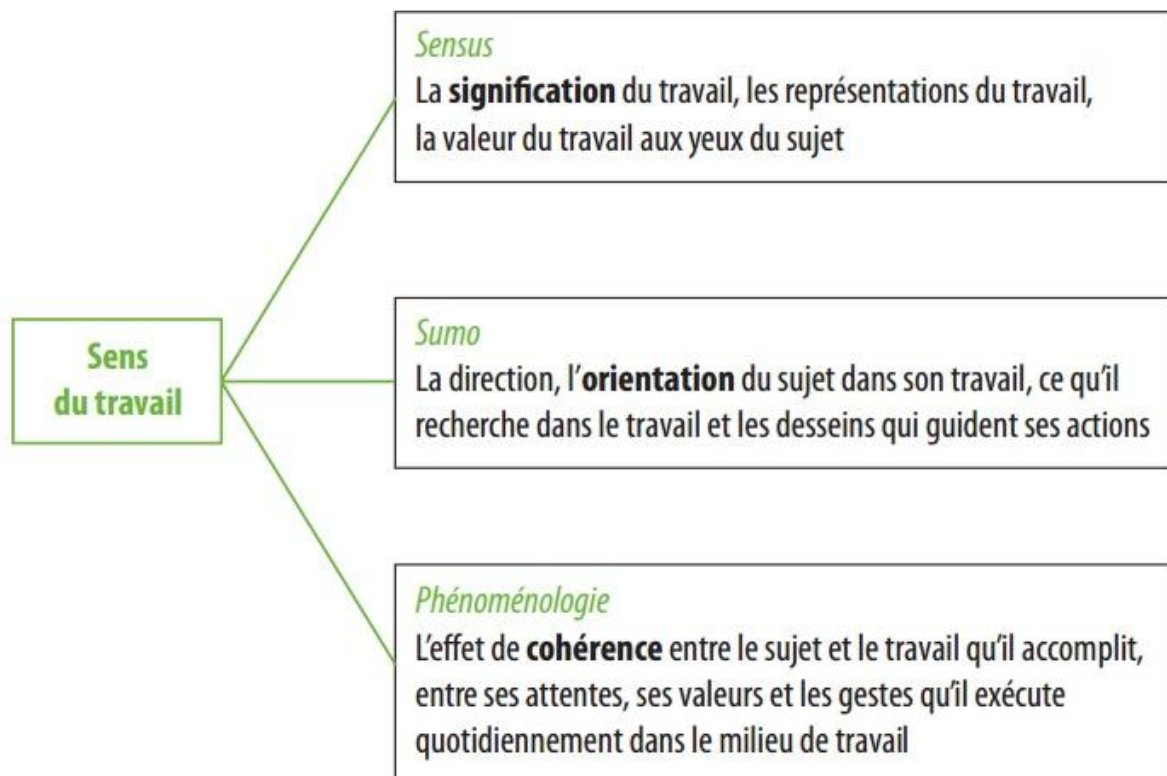 Sensus
La signification du travail, les représentations du travail,
la valeur du travail aux yeux du sujet
Sens
du travail
Sumo
La direction, l’orientation du sujet dans son travail, ce qu’il
recherche dans le travail et les desseins qui guident ses actions
Phénoménologie
L’effet de cohérence entre le sujet et le travail qu’il accomplit,
entre ses attentes, ses valeurs et les gestes qu’il exécute
quotidiennement dans le milieu de travail